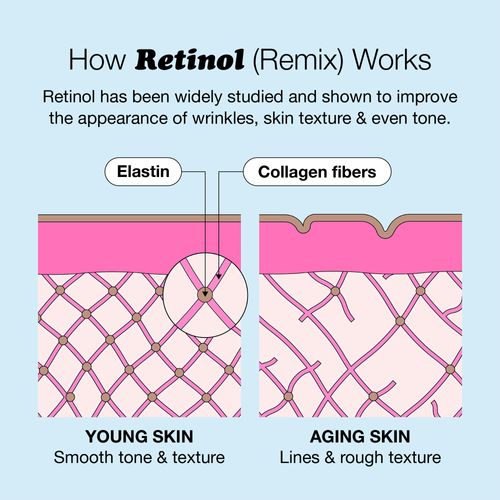 How Retinol (Remix) Works
Retinol has been widely studied and shown to improve
the appearance of wrinkles, skin texture & even tone.
Elastin
Collagen fibers
YOUNG SKIN
Smooth tone & texture
AGING SKIN
Lines & rough texture